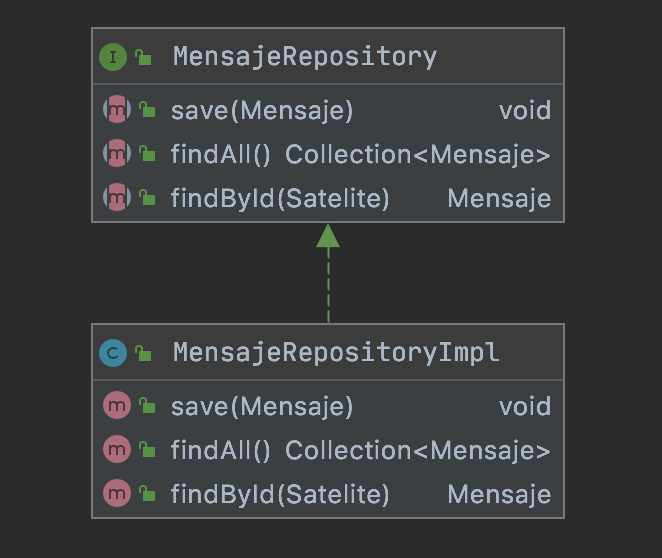 I MensajeRepository
m save(Mensaje) void
m findAll() Collection<Mensaje>
m findById(Satelite) Mensaje
C MensajeRepositoryImpl
m save(Mensaje) void
m findAll() Collection<Mensaje>
m findById(Satelite) Mensaje